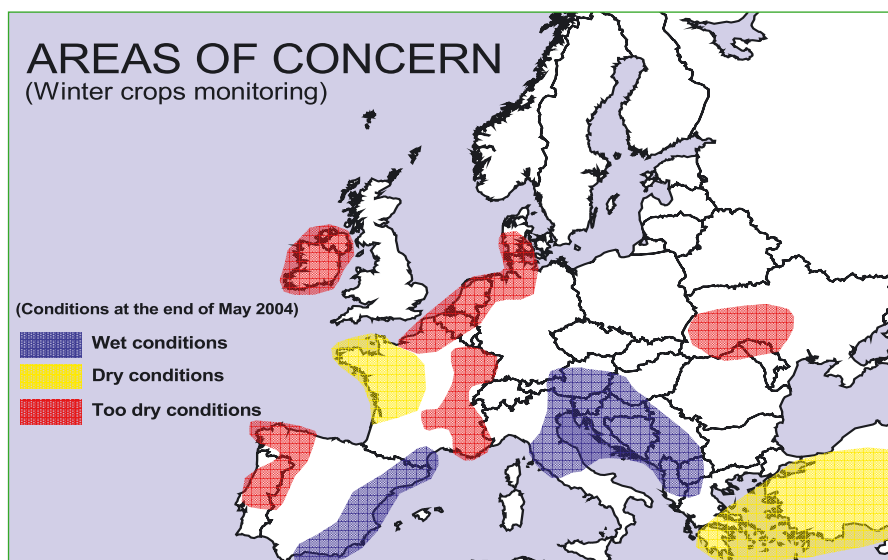 AREAS OF CONCERN
(Winter crops monitoring)
(Conditions at the end of May 2004)
Wet conditions
Dry conditions
Too dry conditions